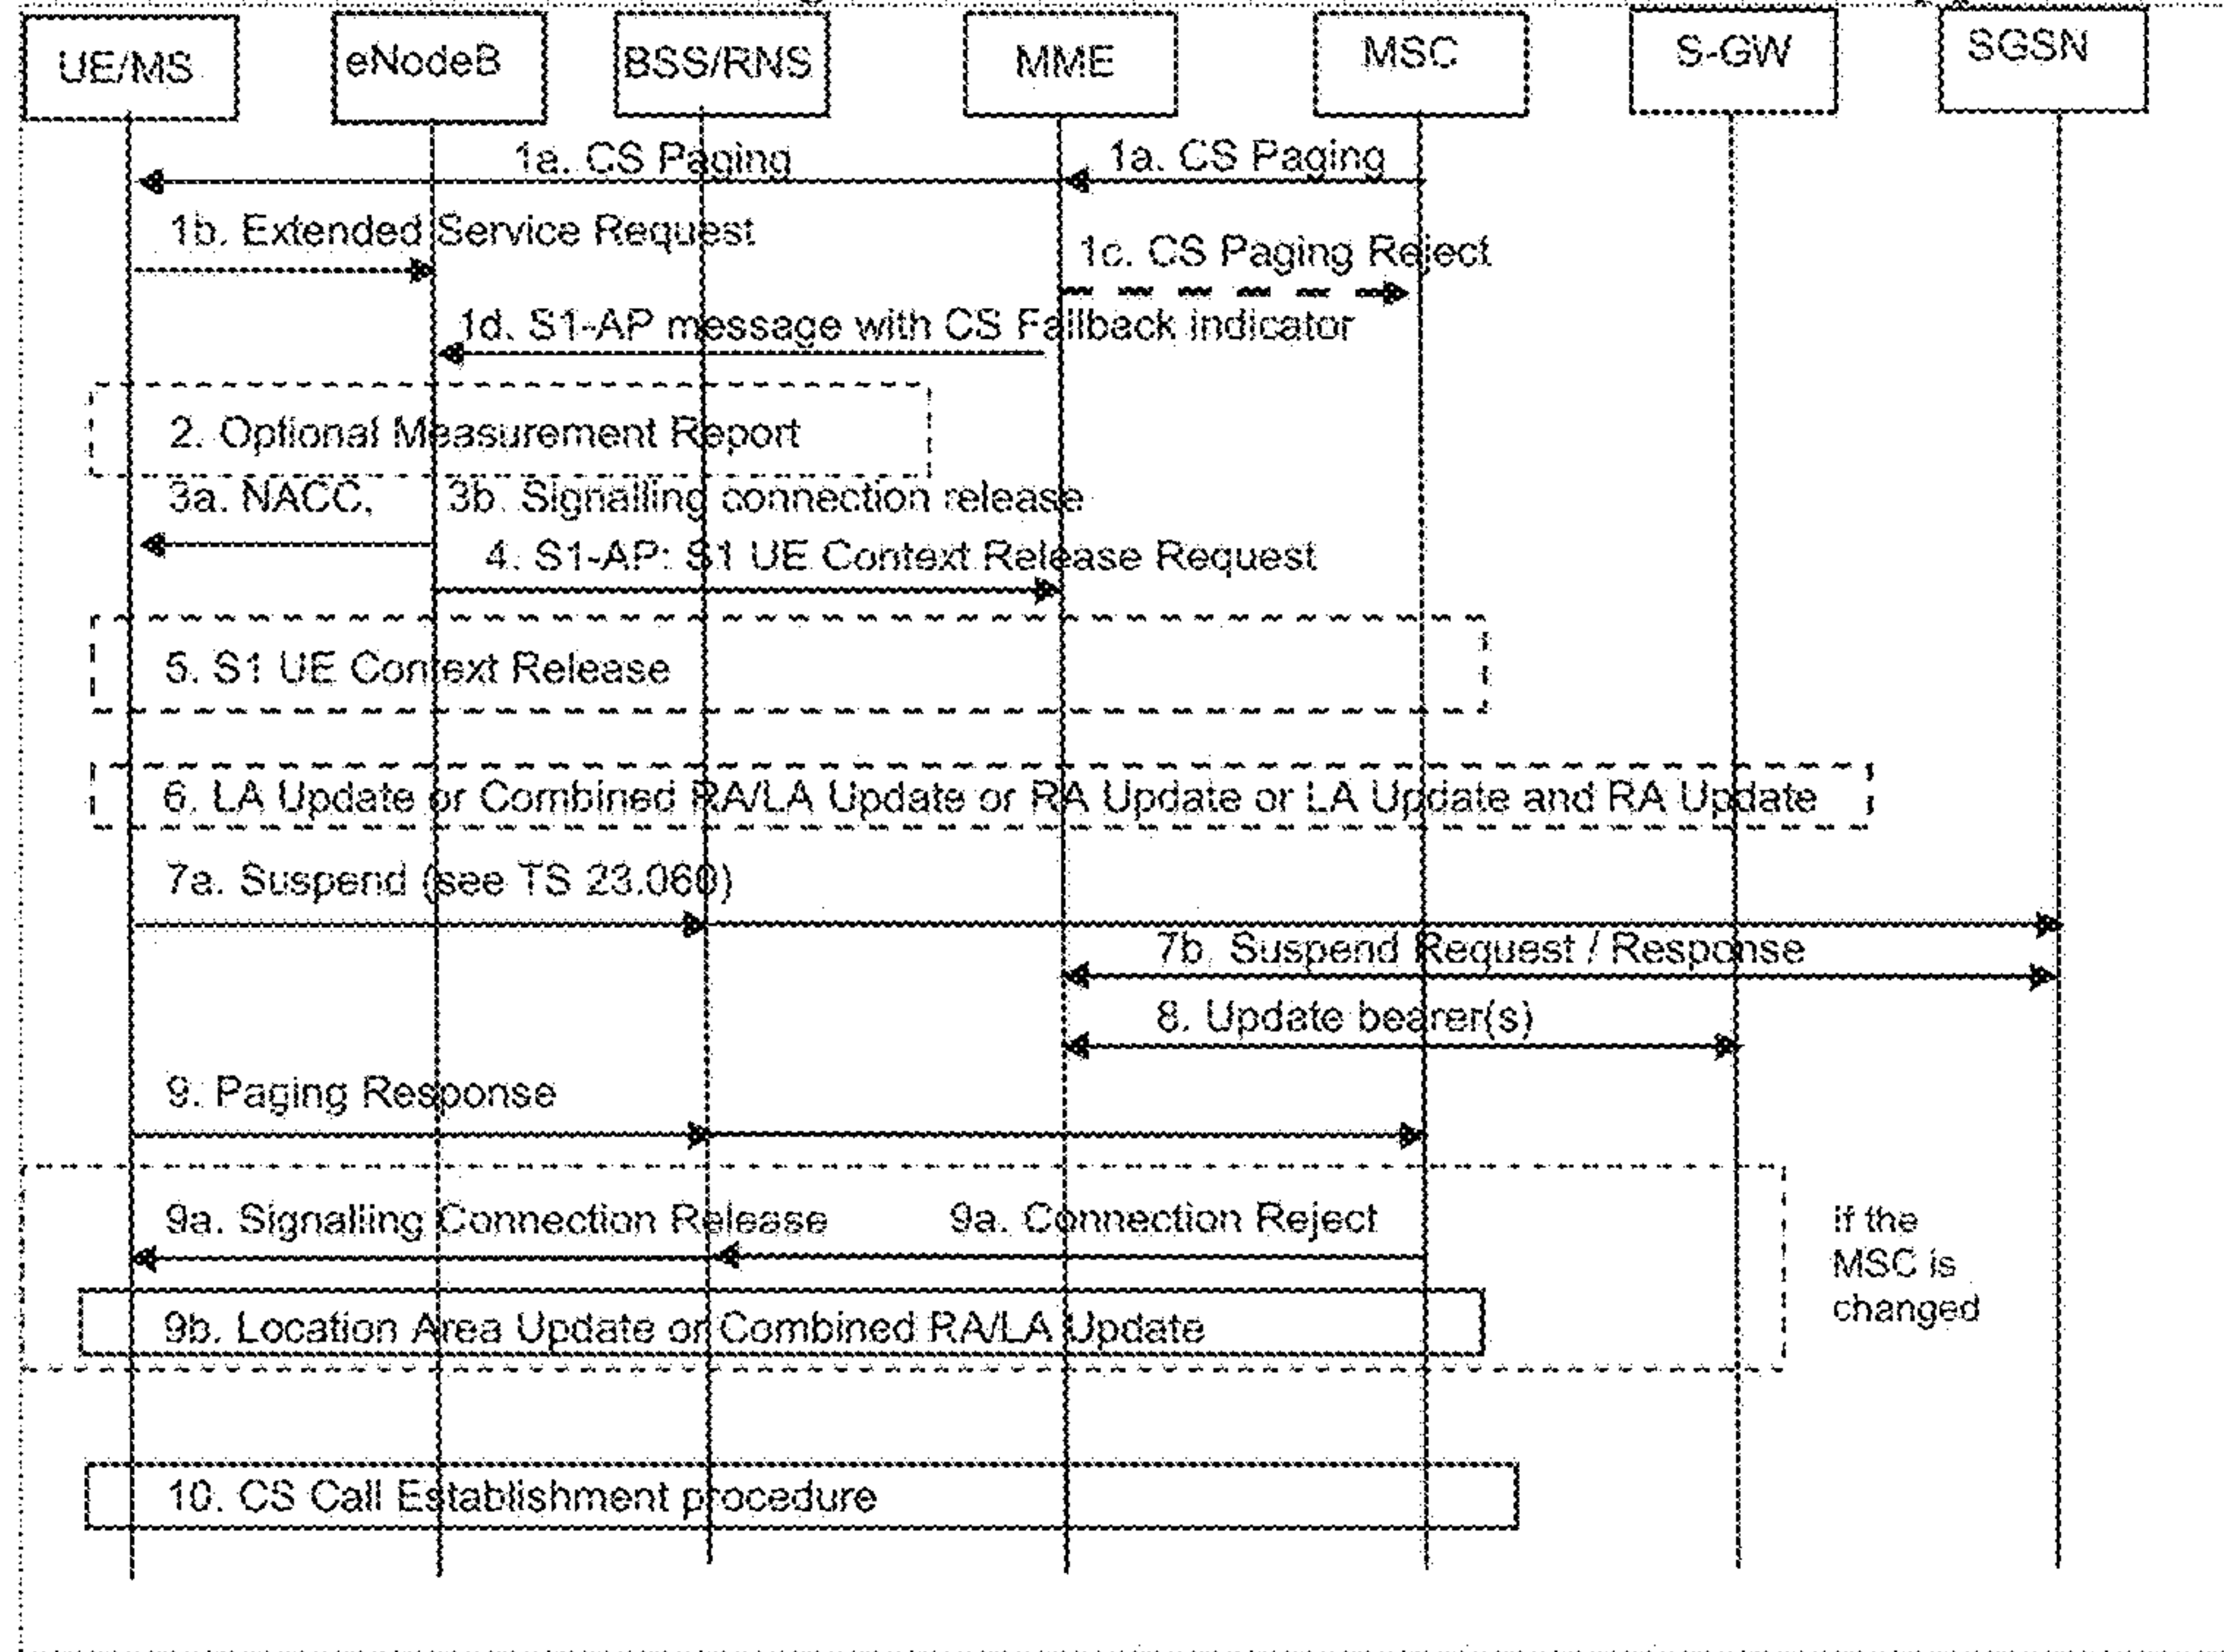 UE/MS
eNodeB
BSS/RNS
MME
MSC
S-GW
SGSN
1a. CS Paging
1a. CS Paging
1b. Extended Service Request
1c. CS Paging Reject
1d. S1-AP message with CS Fallback indicator
2. Optional Measurement Report
3a. NACC,
3b. Signalling connection release
4. S1-AP: S1 UE Context Release Request
5. S1 UE Context Release
6. LA Update or Combined RA/LA Update or RA Update or LA Update and RA Update
7a. Suspend (see TS 23.060)
7b. Suspend Request / Response
8. Update bearer(s)
9. Paging Response
9a. Signalling Connection Release
9a. Connection Reject
if the
MSC is
changed
9b. Location Area Update or Combined RA/LA Update
10. CS Call Establishment procedure